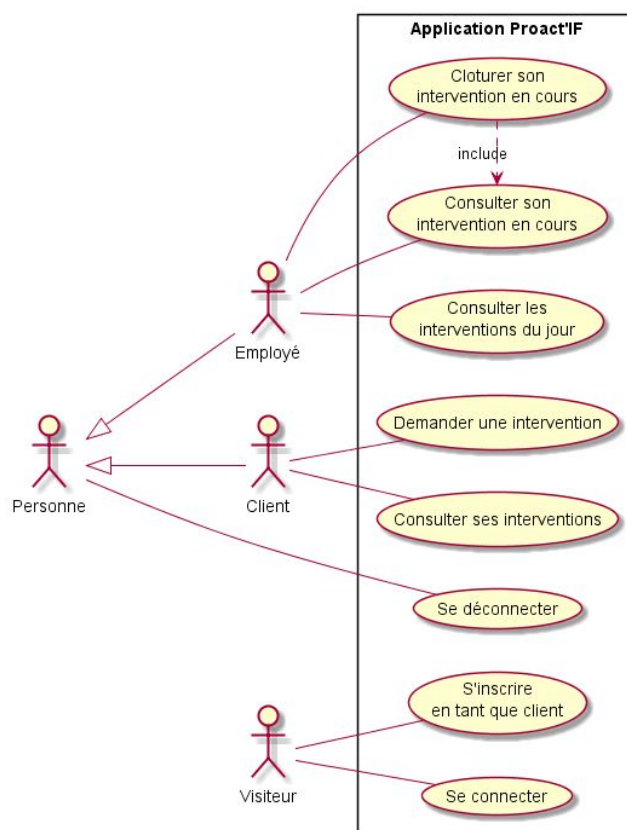 Application Proact'IF
Cloturer son
intervention en cours
include
Consulter son
intervention en cours
Consulter les
interventions du jour
Employé
Demander une intervention
Personne
Client
Consulter ses interventions
Se déconnecter
S'inscrire
en tant que client
Visiteur
Se connecter